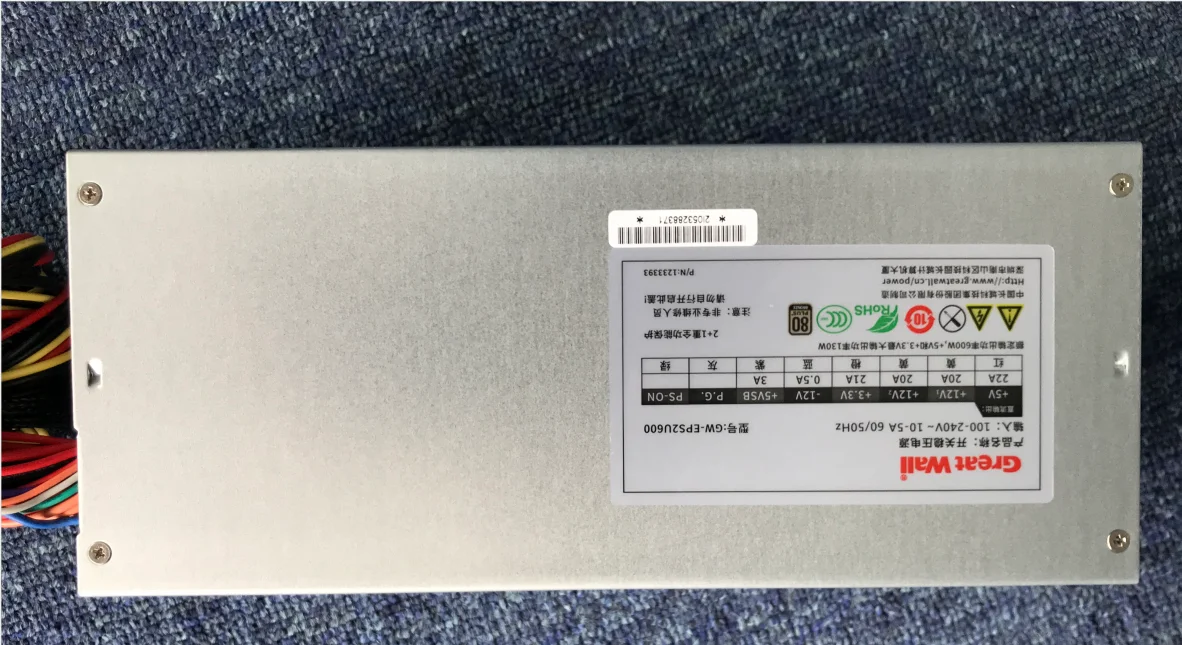 Great Wall®
产品名称：开关稳压电源
输入：100-240V~ 10-5A 60/50Hz
型号:GW-EPS2U600
直流输出:
+5V +12V₁ +12V₂ +3.3V -12V +5VSB P.G. PS-ON
22A 20A 20A 21A 0.5A 3A
红 黄 黄 橙 蓝 紫 灰 绿
额定输出功率600W,+5V和+3.3V最大输出功率130W
10 RoHS CCC 80 PLUS
2+1重全功能保护
注意：非专业维修人员
请勿自行开启此盖!
中国长城科技集团股份有限公司制造
Http://www.greatwall.cn/power
深圳市南山区科技园长城计算机大厦
P/N:1233393
* 2I053288371 *